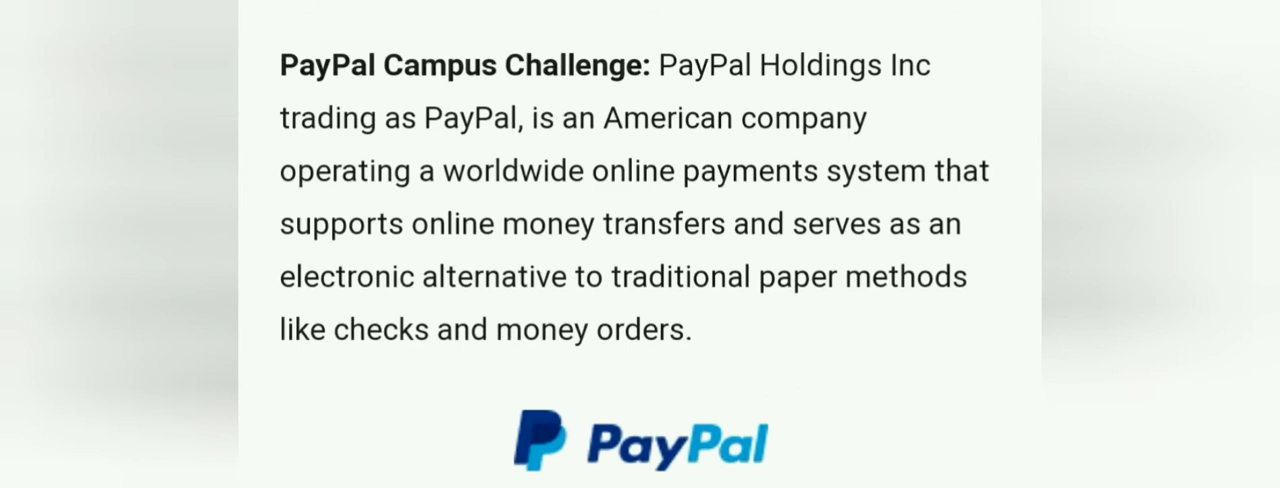 PayPal Campus Challenge: PayPal Holdings Inc
trading as PayPal, is an American company
operating a worldwide online payments system that
supports online money transfers and serves as an
electronic alternative to traditional paper methods
like checks and money orders.
PayPal